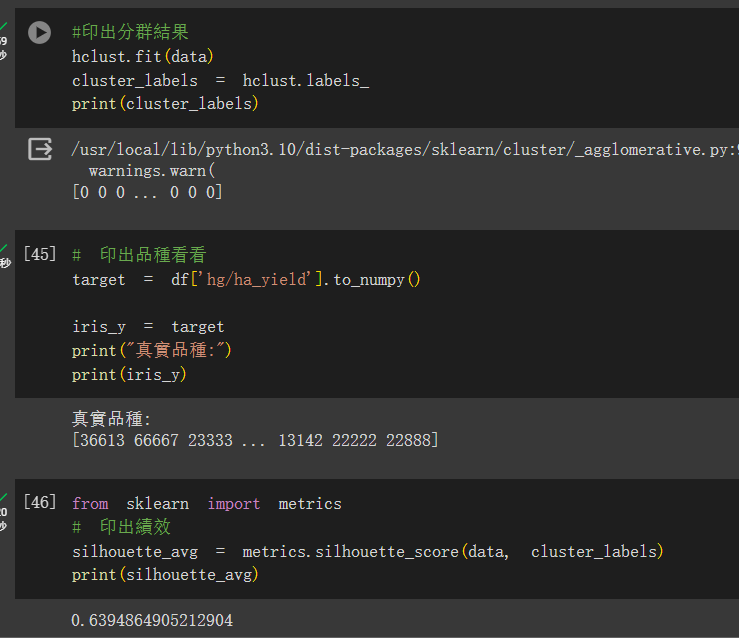 #印出分群結果
hclust.fit(data)
cluster_labels = hclust.labels_
print(cluster_labels)
/usr/local/lib/python3.10/dist-packages/sklearn/cluster/_agglomerative.py:9
warnings.warn(
[0 0 0 ... 0 0 0]
[45] # 印出品種看看
target = df['hg/ha_yield'].to_numpy()
iris_y = target
print("真實品種:")
print(iris_y)
真實品種:
[36613 66667 23333 ... 13142 22222 22888]
[46] from sklearn import metrics
# 印出績效
silhouette_avg = metrics.silhouette_score(data, cluster_labels)
print(silhouette_avg)
0.6394864905212904